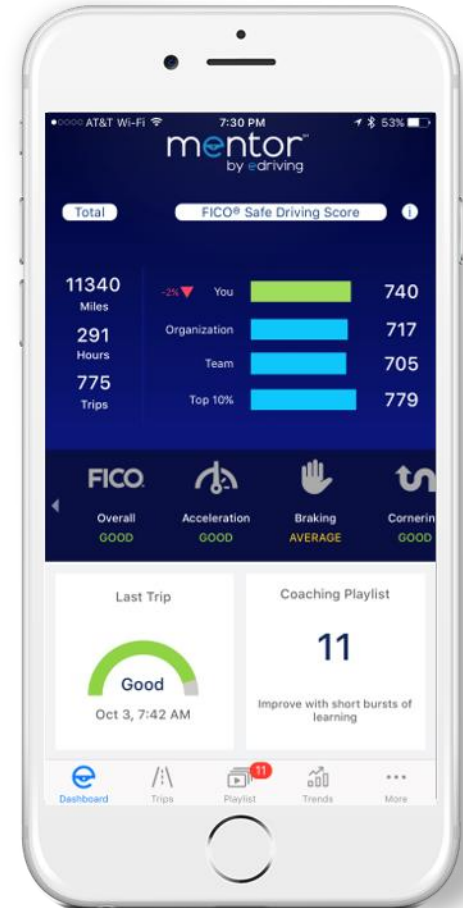 AT&T Wi-Fi 7:30 PM 53%
mentor™
by edriving
Total FICO® Safe Driving Score i
11340
Miles
291
Hours
775
Trips
-2% You 740
Organization 717
Team 705
Top 10% 779
FICO
Overall Acceleration Braking Cornerin
GOOD GOOD AVERAGE GOOD
Last Trip
Good
Oct 3, 7:42 AM
Coaching Playlist
11
Improve with short bursts of
learning
11
Dashboard Trips Playlist Trends More